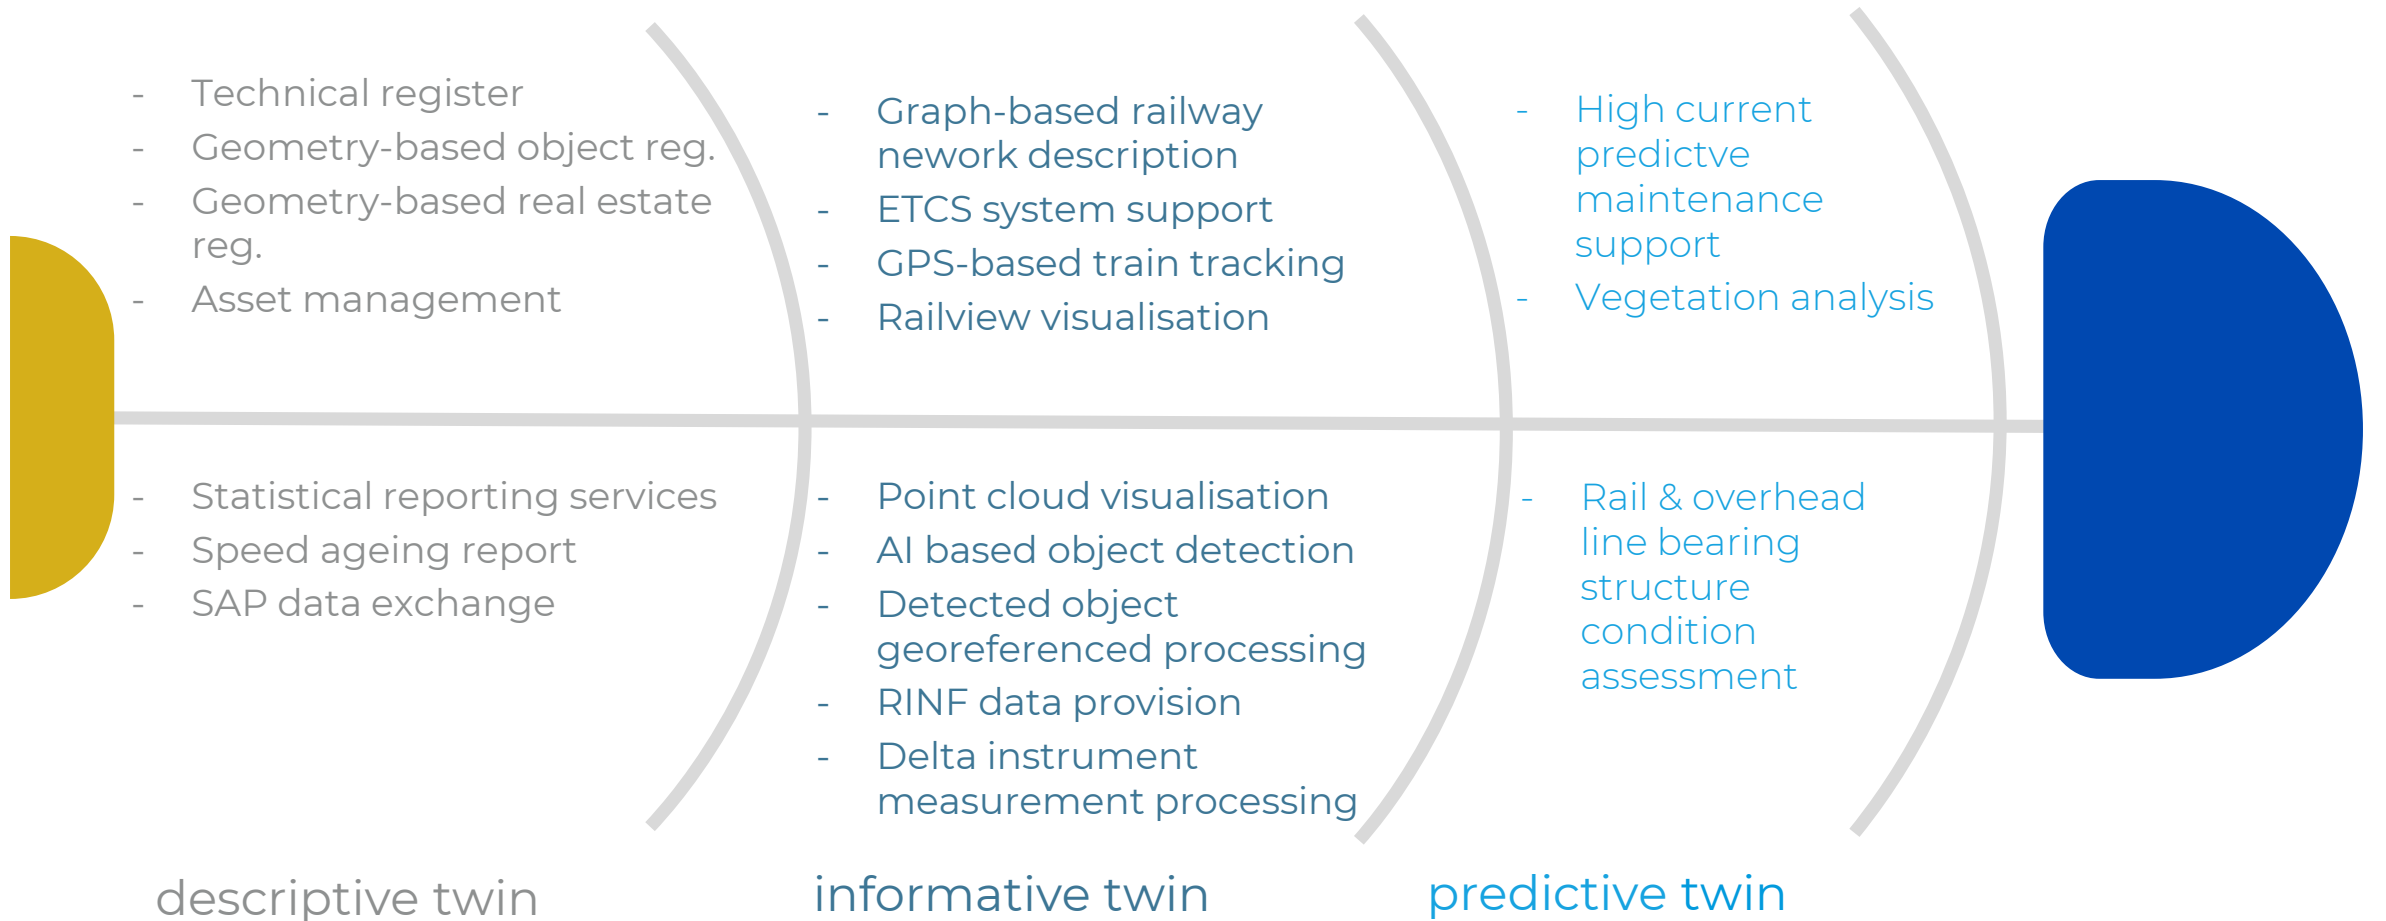 - Technical register
- Geometry-based object reg.
- Geometry-based real estate
reg.
- Asset management
- Statistical reporting services
- Speed ageing report
- SAP data exchange
descriptive twin
- Graph-based railway
nework description
- ETCS system support
- GPS-based train tracking
- Railview visualisation
- Point cloud visualisation
- AI based object detection
- Detected object
georeferenced processing
- RINF data provision
- Delta instrument
measurement processing
informative twin
- High current
predictve
maintenance
support
- Vegetation analysis
- Rail & overhead
line bearing
structure
condition
assessment
predictive twin